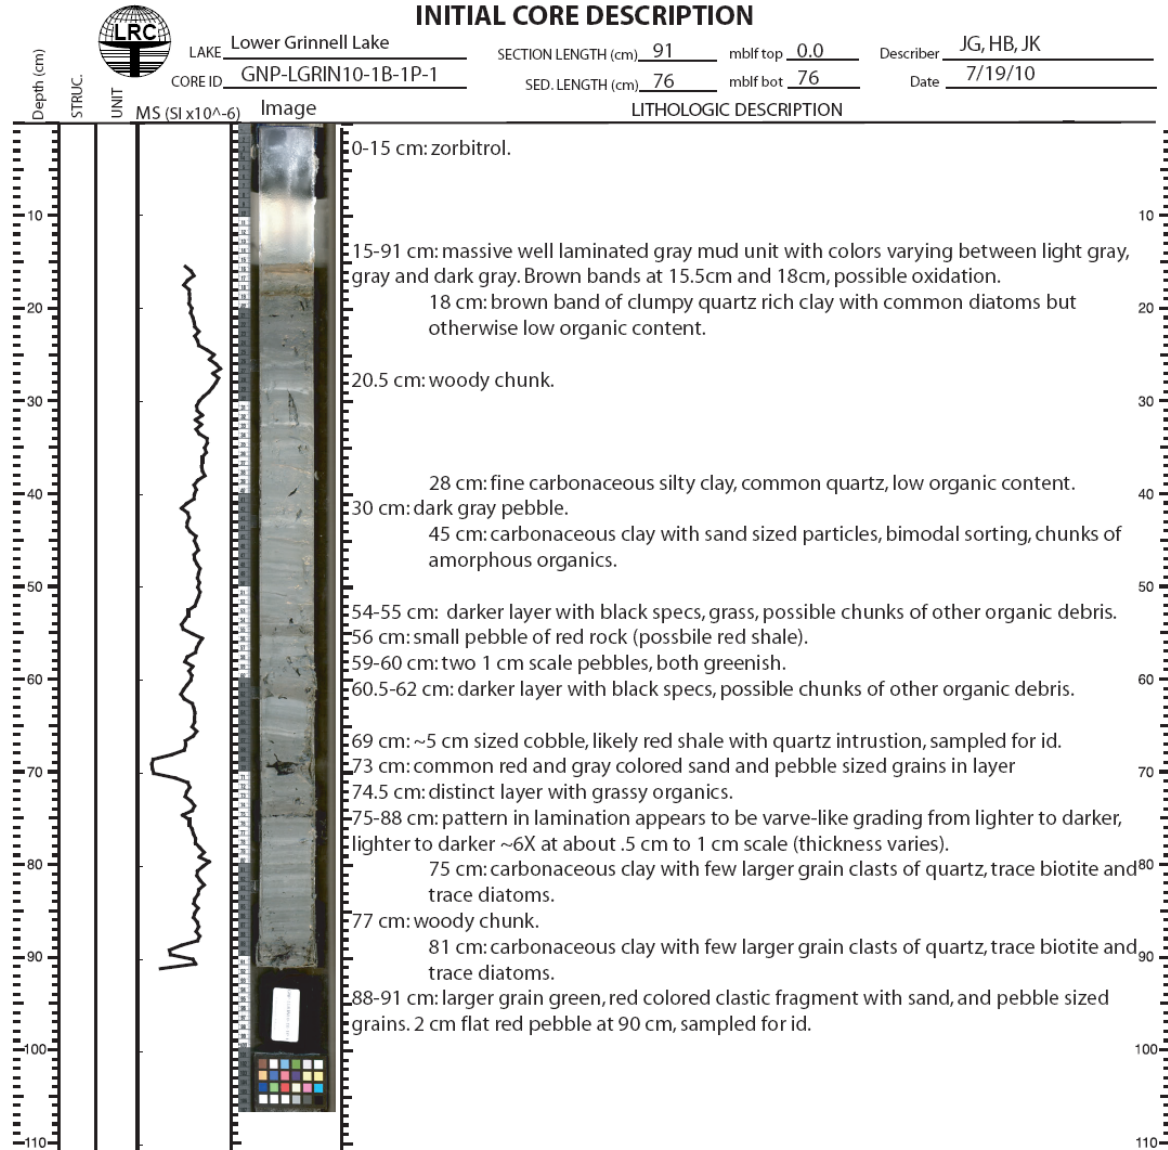 INITIAL CORE DESCRIPTION
LRC
LAKE Lower Grinnell Lake SECTION LENGTH (cm) 91 mblf top 0.0 Describer JG, HB, JK
CORE ID GNP-LGRIN10-1B-1P-1 SED. LENGTH (cm) 76 mblf bot 76 Date 7/19/10
Depth (cm) STRUC. UNIT MS (SI x10^-6) Image LITHOLOGIC DESCRIPTION
0-15 cm: zorbitrol.
10 10
15-91 cm: massive well laminated gray mud unit with colors varying between light gray,
gray and dark gray. Brown bands at 15.5cm and 18cm, possible oxidation.
18 cm: brown band of clumpy quartz rich clay with common diatoms but
20 20
otherwise low organic content.
20.5 cm: woody chunk.
30 30
28 cm: fine carbonaceous silty clay, common quartz, low organic content.
40 40
30 cm: dark gray pebble.
45 cm: carbonaceous clay with sand sized particles, bimodal sorting, chunks of
amorphous organics.
50 50
54-55 cm: darker layer with black specs, grass, possible chunks of other organic debris.
56 cm: small pebble of red rock (possbile red shale).
59-60 cm: two 1 cm scale pebbles, both greenish.
60 60
60.5-62 cm: darker layer with black specs, possible chunks of other organic debris.
69 cm: ~5 cm sized cobble, likely red shale with quartz intrustion, sampled for id.
73 cm: common red and gray colored sand and pebble sized grains in layer
70 70
74.5 cm: distinct layer with grassy organics.
75-88 cm: pattern in lamination appears to be varve-like grading from lighter to darker,
lighter to darker ~6X at about .5 cm to 1 cm scale (thickness varies).
80 80
75 cm: carbonaceous clay with few larger grain clasts of quartz, trace biotite and
trace diatoms.
77 cm: woody chunk.
81 cm: carbonaceous clay with few larger grain clasts of quartz, trace biotite and
90 90
trace diatoms.
88-91 cm: larger grain green, red colored clastic fragment with sand, and pebble sized
grains. 2 cm flat red pebble at 90 cm, sampled for id.
100 100
110 110